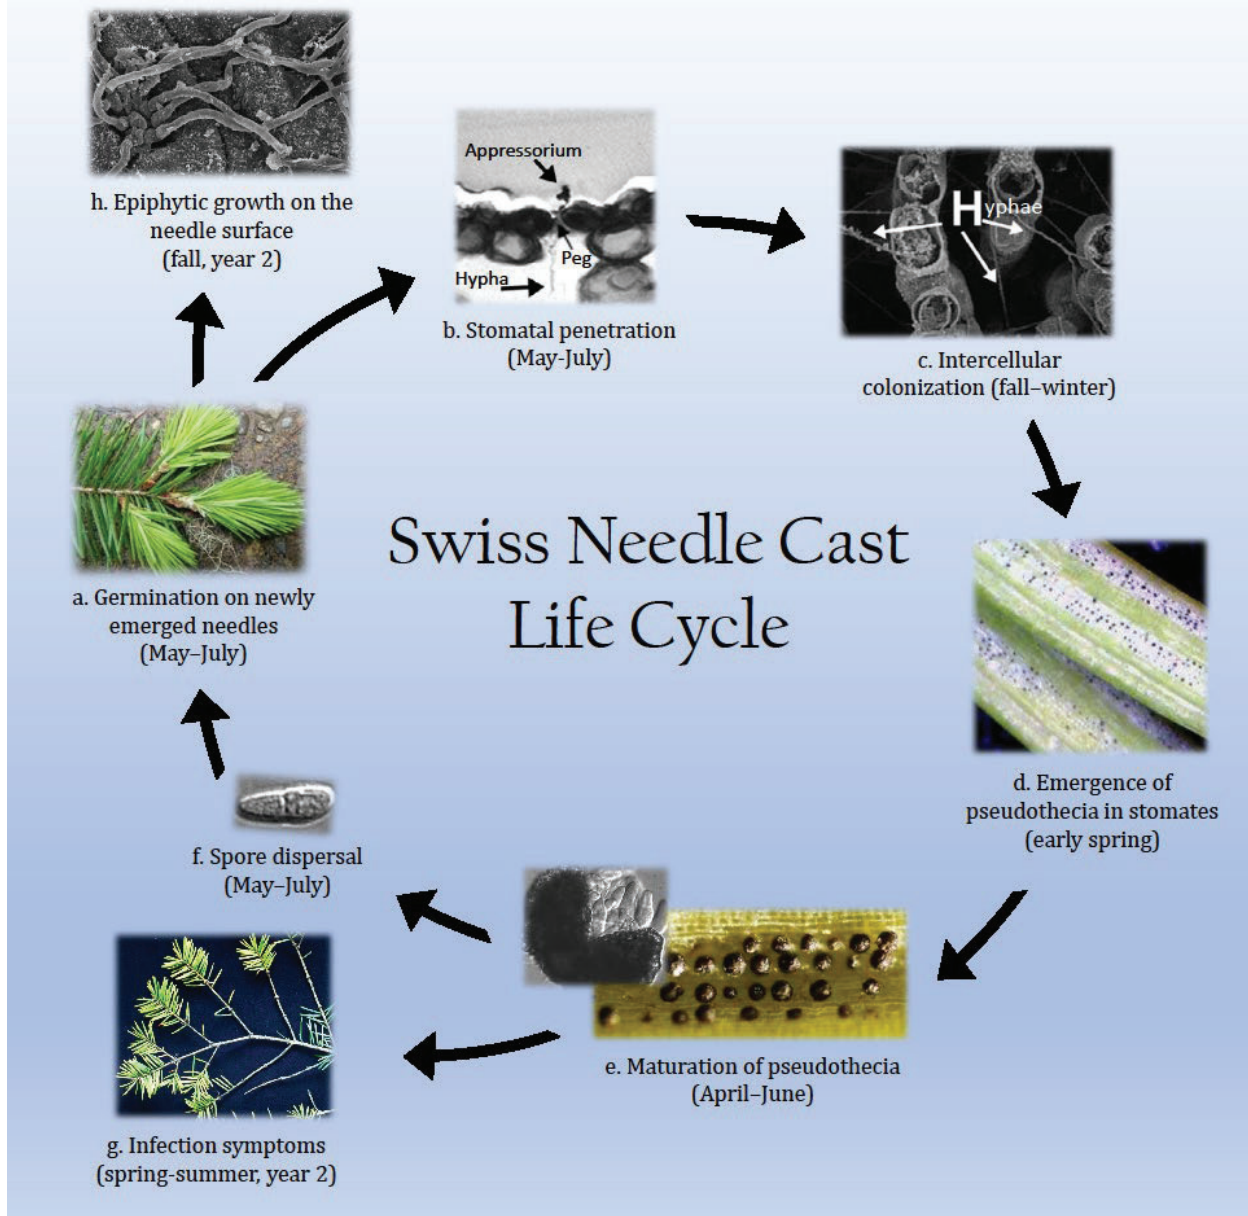 Swiss Needle Cast
Life Cycle
a. Germination on newly
emerged needles
(May–July)
Appressorium
Peg
Hypha
b. Stomatal penetration
(May-July)
Hyphae
c. Intercellular
colonization (fall–winter)
d. Emergence of
pseudothecia in stomates
(early spring)
e. Maturation of pseudothecia
(April–June)
f. Spore dispersal
(May–July)
g. Infection symptoms
(spring-summer, year 2)
h. Epiphytic growth on the
needle surface
(fall, year 2)